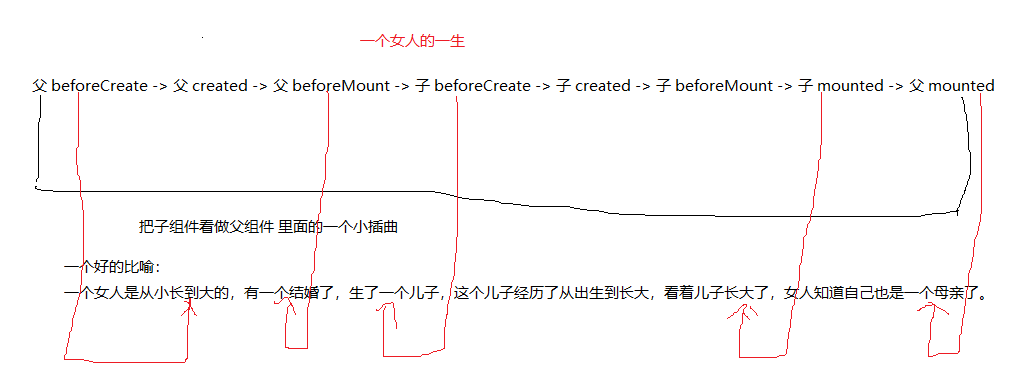 一个女人的一生
父 beforeCreate -> 父 created -> 父 beforeMount -> 子 beforeCreate -> 子 created -> 子 beforeMount -> 子 mounted -> 父 mounted
把子组件看做父组件 里面的一个小插曲
一个好的比喻：
一个女人是从小长到大的，有一个结婚了，生了一个儿子，这个儿子经历了从出生到长大，看着儿子长大了，女人知道自己也是一个母亲了。